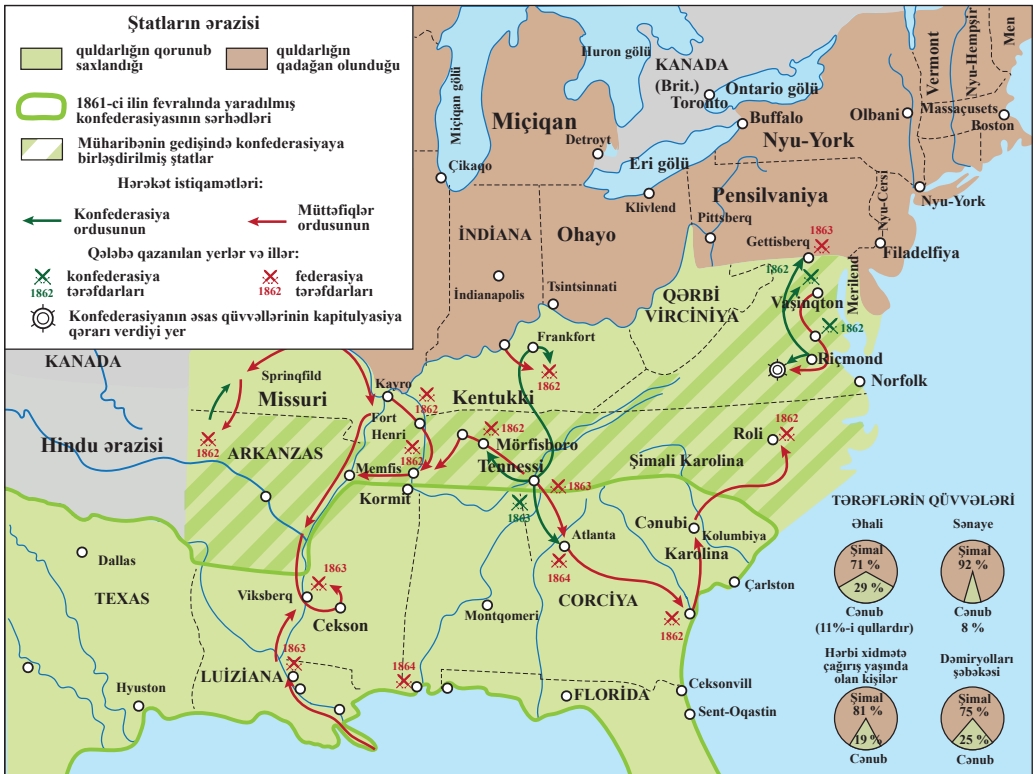 Ştatların ərazisi
quldarlığın qorunub
saxlandığı
quldarlığın
qadağan olunduğu
1861-ci ilin fevralında yaradılmış
konfederasiyasının sərhədləri
Müharibənin gedişində konfederasiyaya
birləşdirilmiş ştatlar
Hərəkət istiqamətləri:
Konfederasiya
ordusunun
Müttəfiqlər
ordusunun
Qələbə qazanılan yerlər və illər:
1862
konfederasiya
tərəfdarları
1862
federasiya
tərəfdarları
Konfederasiyanın əsas qüvvəllərinin kapitulyasiya
qərarı verdiyi yer
Miçiqan gölü
Huron gölü
KANADA
(Brit.)
Toronto
Ontario gölü
Vermont
Nyu-Hempşir
Men
Miçiqan
Detroyt
Buffalo
Olbani
Massaçusets
Boston
Nyu-York
Çikaqo
Eri gölü
Klivlend
Pensilvaniya
Pittsberq
Nyu-Cersi
Nyu-York
İNDİANA
Ohayo
Gettisberq
1863
Filadelfiya
İndianapolis
Tsintsinnati
1862
Vaşinqton
Merilend
QƏRBİ
VİRCİNİYA
1862
Riçmond
Norfolk
KANADA
Sprinqfild
Missuri
Kayro
Frankfort
1862
Kentukki
1862
Fort
Henri
1862
1862
Hindu ərazisi
1862
ARKANZAS
Memfis
Kormit
1862
Mörfisboro
Tennessi
1863
1863
Roli
Şimali Karolina
Dallas
TEXAS
Viksberq
1863
Cekson
Atlanta
1864
CORCİYA
Montqomeri
Cənubi
Karolina
Kolumbiya
Çarlston
1862
Hyuston
LUİZİANA
1863
1864
FLORİDA
Ceksonvill
Sent-Oqastin
TƏRƏFLƏRİN QÜVVƏLƏRİ
Əhali
Şimal
71 %
29 %
Cənub
(11%-i qullardır)
Sənaye
Şimal
92 %
Cənub
8 %
Hərbi xidmətə
çağırış yaşında
olan kişilər
Şimal
81 %
19 %
Cənub
Dəmiryolları
şəbəkəsi
Şimal
75 %
25 %
Cənub